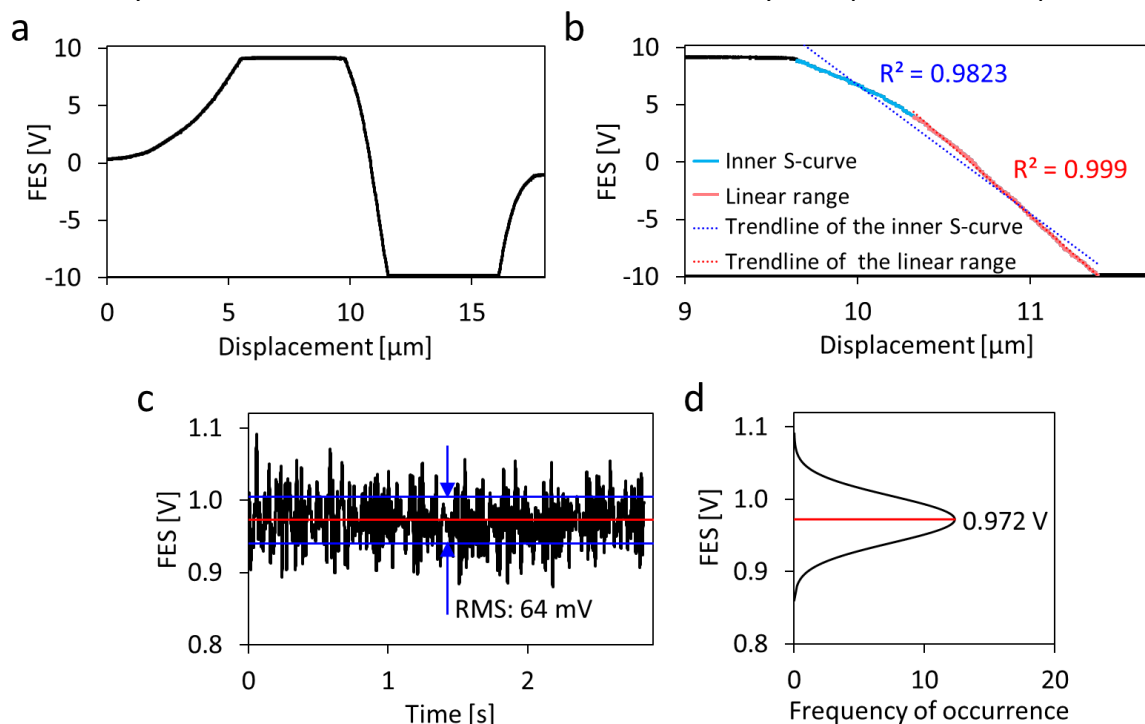 a
10
5
0
-5
-10
FES [V]
0
5
10
15
Displacement [µm]
b
10
5
0
-5
-10
FES [V]
R² = 0.9823
R² = 0.999
Inner S-curve
Linear range
Trendline of the inner S-curve
Trendline of the linear range
9
10
11
Displacement [µm]
c
1.1
1.0
0.9
0.8
FES [V]
RMS: 64 mV
0
1
2
Time [s]
d
1.1
1.0
0.9
0.8
FES [V]
0.972 V
0
10
20
Frequency of occurrence